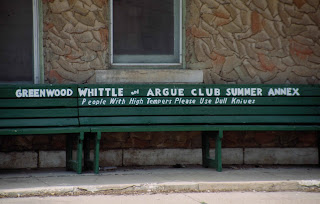 GREENWOOD WHITTLE and ARGUE CLUB SUMMER ANNEX
People With High Tempers Please Use Dull Knives